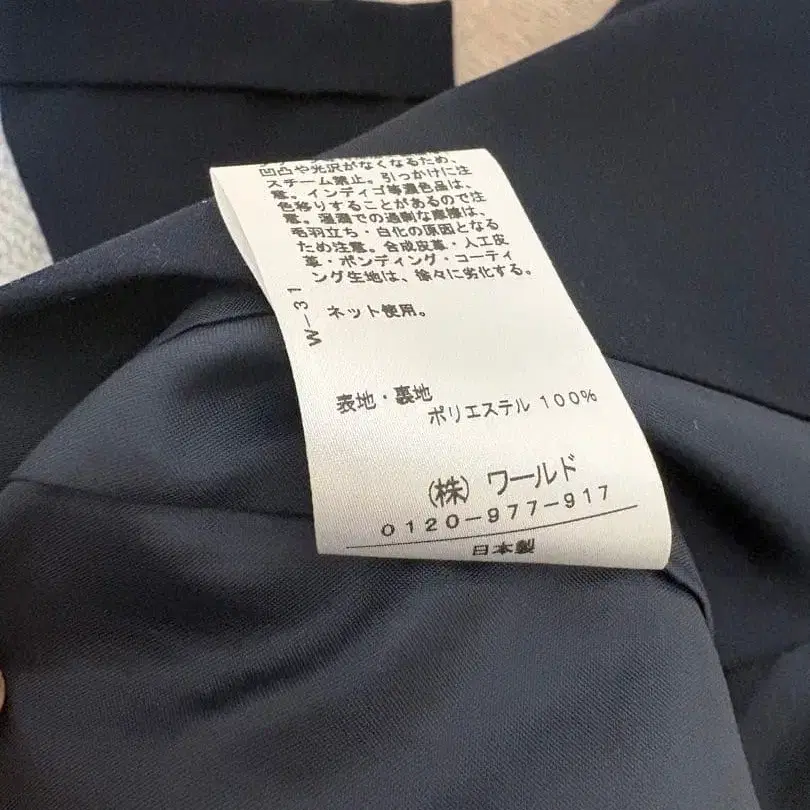 凹凸や光沢がなくなるため、
スチーム禁止。引っかけに注
意。インディゴ等濃色品は、
色移りすることがあるので注
意。湿潤での過剰な摩擦は、
毛羽立ち・白化の原因となる
ため注意。合成皮革・人工皮
革・ボンディング・コーティ
ング生地は、徐々に劣化する。
W-31
ネット使用。
表地・裏地
ポリエステル 100%
(株) ワールド
0120-977-917
日本製